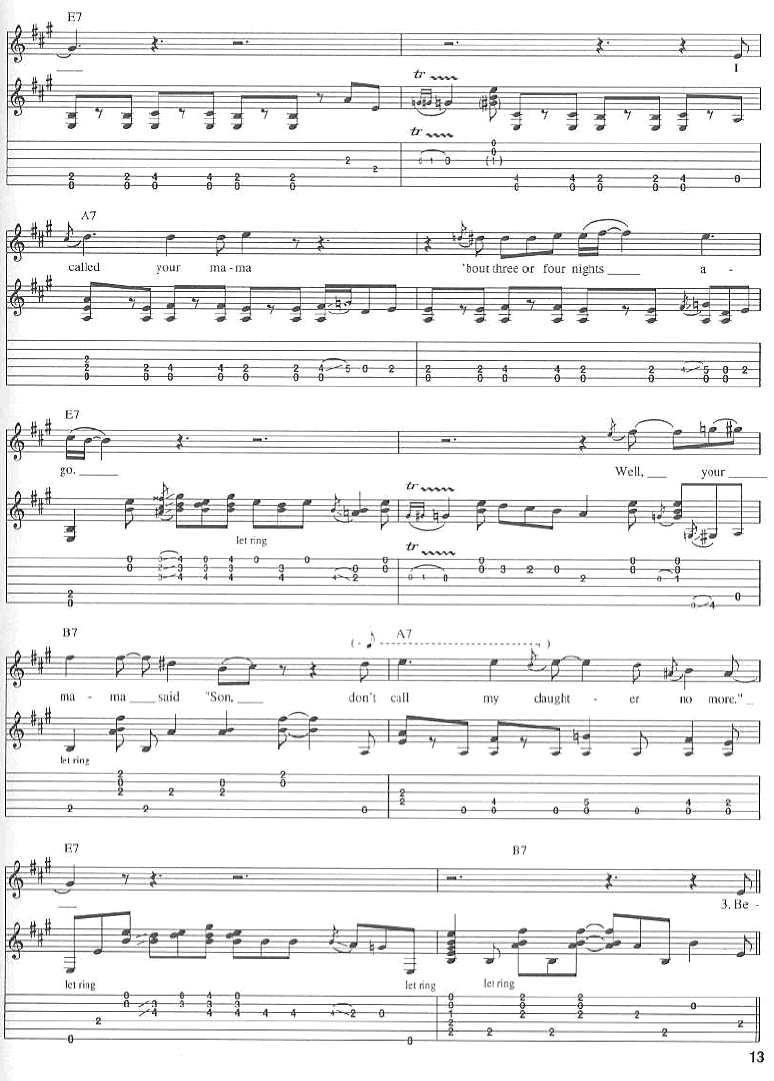 E7
I
tr
tr
A7
called your ma - ma 'bout three or four nights a -
E7
go. Well, your
tr
let ring
tr
B7 A7
ma - ma said "Son, don't call my daught - er no more."
let ring
E7 B7
3. Be -
let ring let ring let ring
13